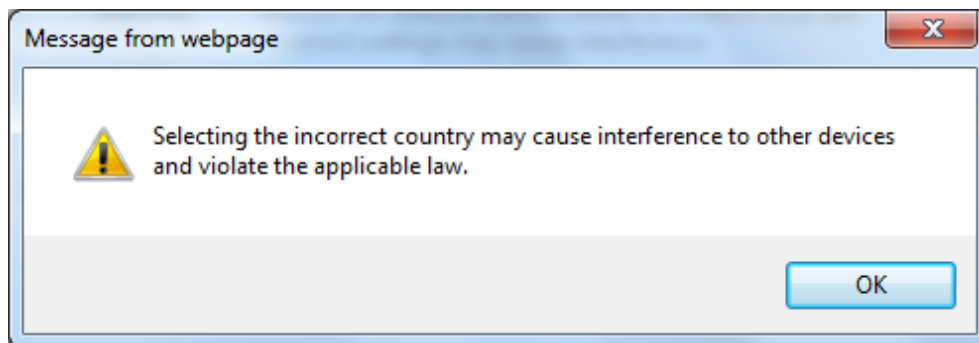 Message from webpage
Selecting the incorrect country may cause interference to other devices
and violate the applicable law.
OK